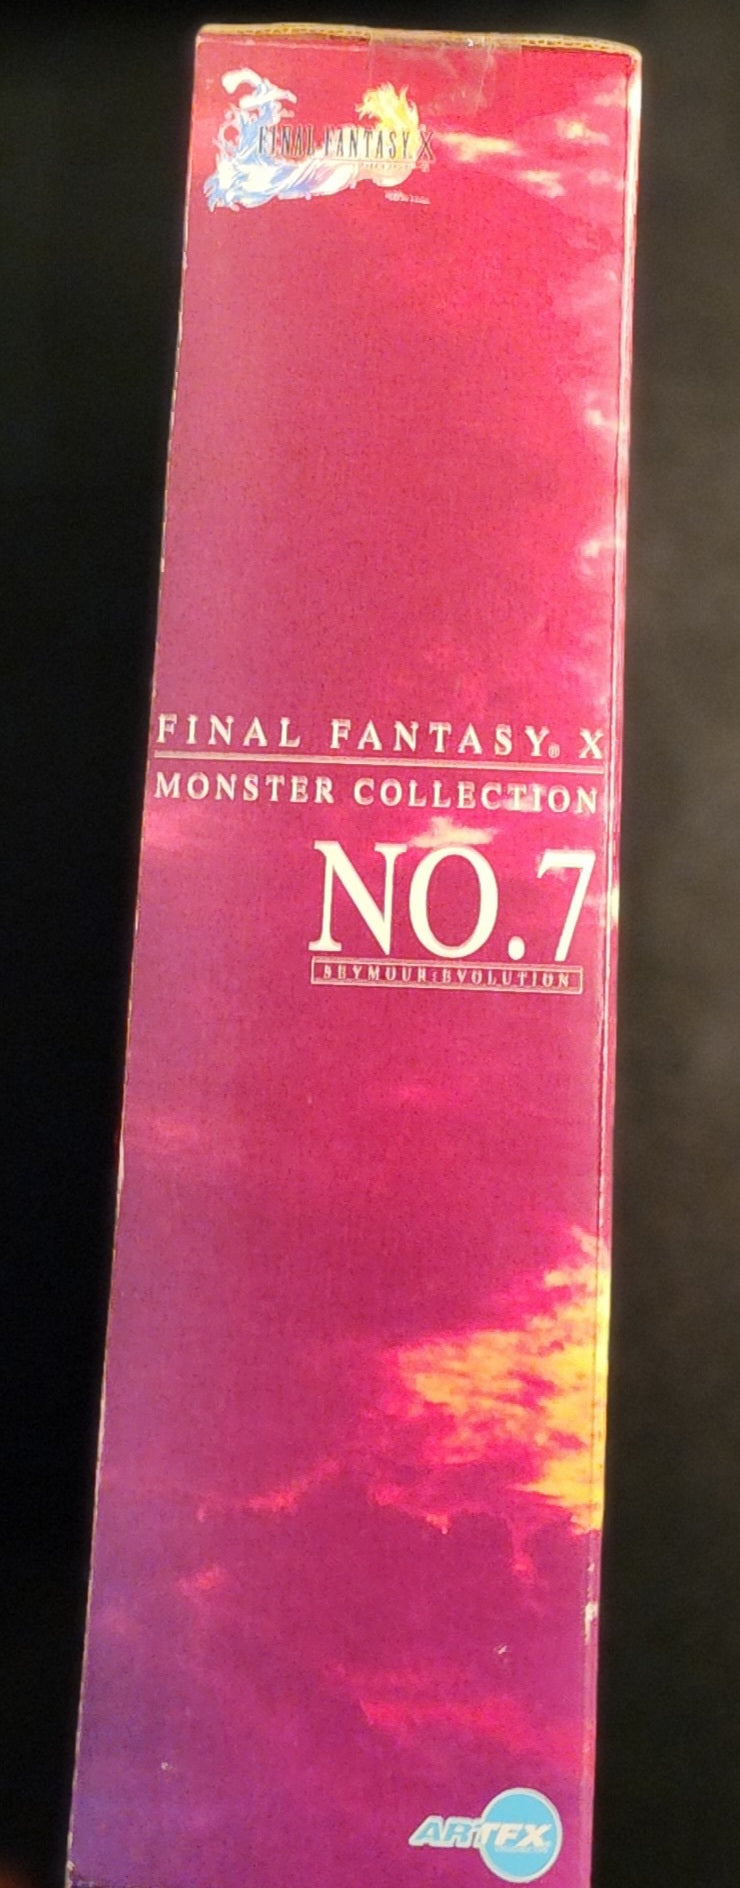 FINAL FANTASY X
FINAL FANTASY® X
MONSTER COLLECTION
NO.7
SEYMOUR:EVOLUTION
ARTFX